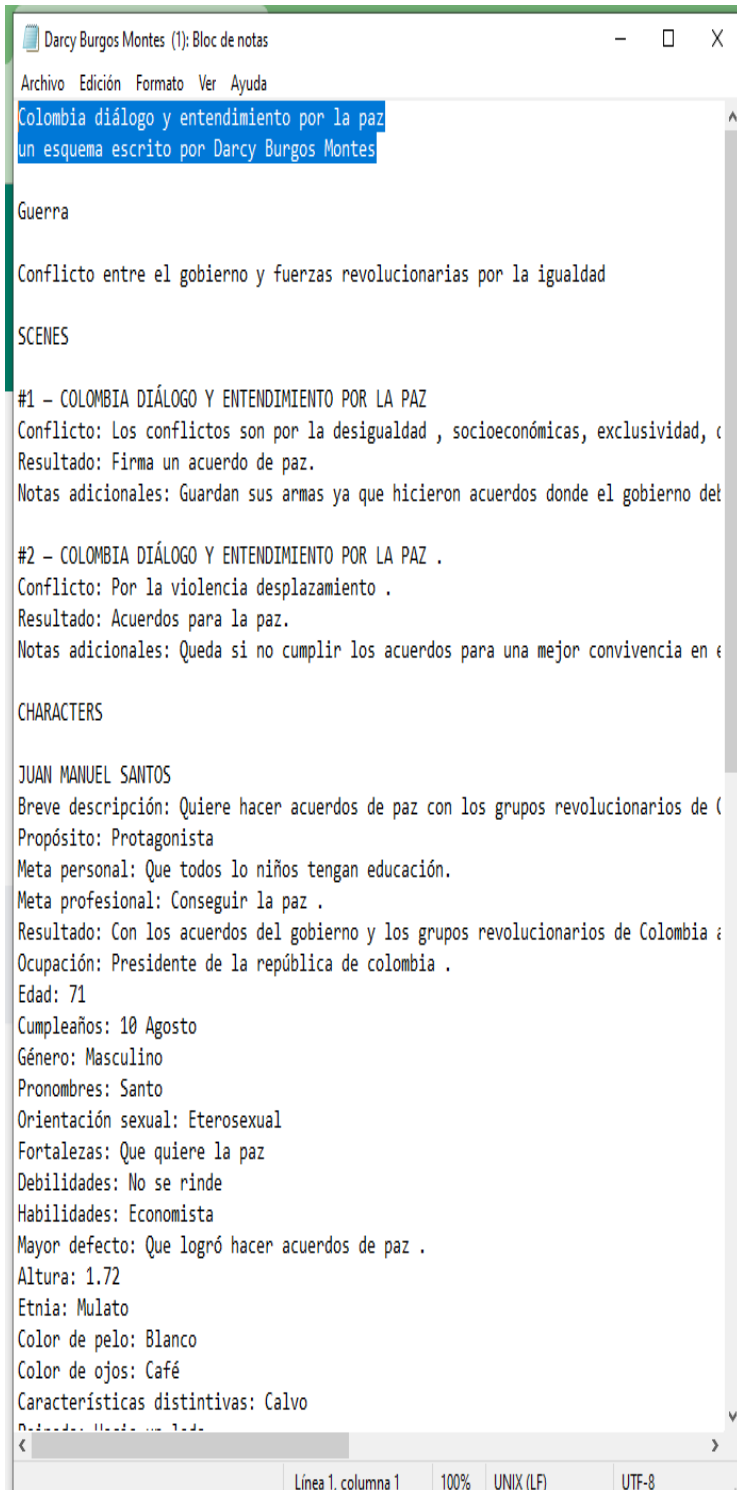 Darcy Burgos Montes (1): Bloc de notas
Archivo Edición Formato Ver Ayuda
Colombia diálogo y entendimiento por la paz
un esquema escrito por Darcy Burgos Montes
Guerra
Conflicto entre el gobierno y fuerzas revolucionarias por la igualdad
SCENES
#1 – COLOMBIA DIÁLOGO Y ENTENDIMIENTO POR LA PAZ
Conflicto: Los conflictos son por la desigualdad , socioeconómicas, exclusividad,
Resultado: Firma un acuerdo de paz.
Notas adicionales: Guardan sus armas ya que hicieron acuerdos donde el gobierno
#2 – COLOMBIA DIÁLOGO Y ENTENDIMIENTO POR LA PAZ .
Conflicto: Por la violencia desplazamiento .
Resultado: Acuerdos para la paz.
Notas adicionales: Queda si no cumplir los acuerdos para una mejor convivencia en
CHARACTERS
JUAN MANUEL SANTOS
Breve descripción: Quiere hacer acuerdos de paz con los grupos revolucionarios de
Propósito: Protagonista
Meta personal: Que todos lo niños tengan educación.
Meta profesional: Conseguir la paz .
Resultado: Con los acuerdos del gobierno y los grupos revolucionarios de Colombia
Ocupación: Presidente de la república de colombia .
Edad: 71
Cumpleaños: 10 Agosto
Género: Masculino
Pronombres: Santo
Orientación sexual: Eterosexual
Fortalezas: Que quiere la paz
Debilidades: No se rinde
Habilidades: Economista
Mayor defecto: Que logró hacer acuerdos de paz .
Altura: 1.72
Etnia: Mulato
Color de pelo: Blanco
Color de ojos: Café
Características distintivas: Calvo
Línea 1, columna 1 100% UNIX (LF) UTF-8